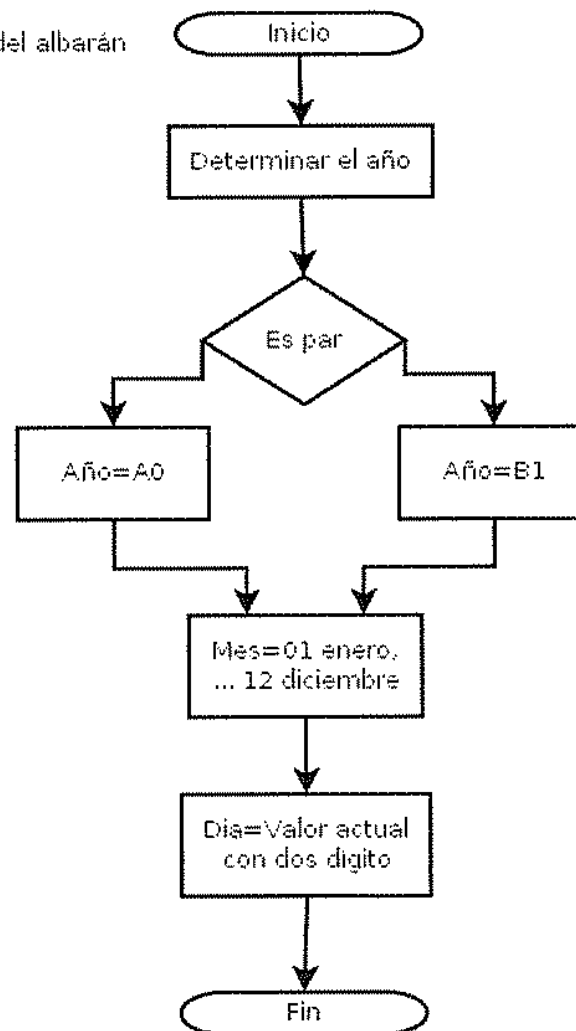 del albarán
Inicio
Determinar el año
Es par
Año=A0
Año=B1
Mes=01 enero,
... 12 diciembre
Dia=Valor actual
con dos digito
Fin